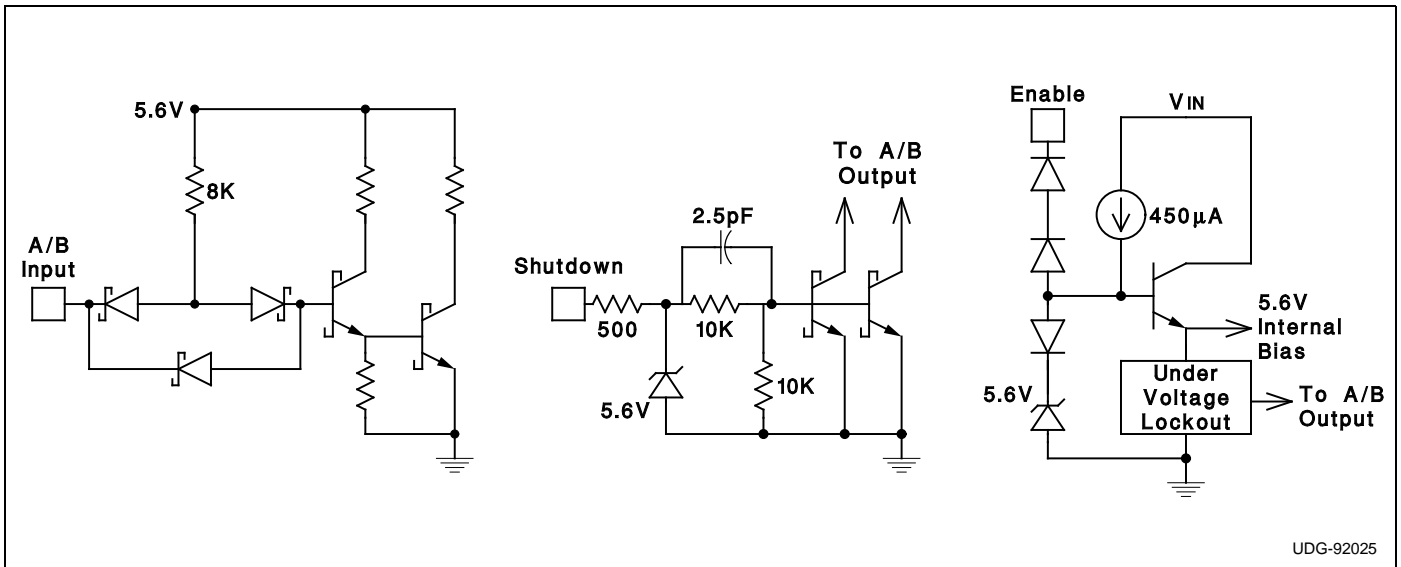 5.6V
8K
A/B
Input
To A/B
Output
2.5pF
Shutdown
500
10K
10K
5.6V
Enable
VIN
450µA
5.6V
Internal
Bias
5.6V
Under
Voltage
Lockout
To A/B
Output
UDG-92025